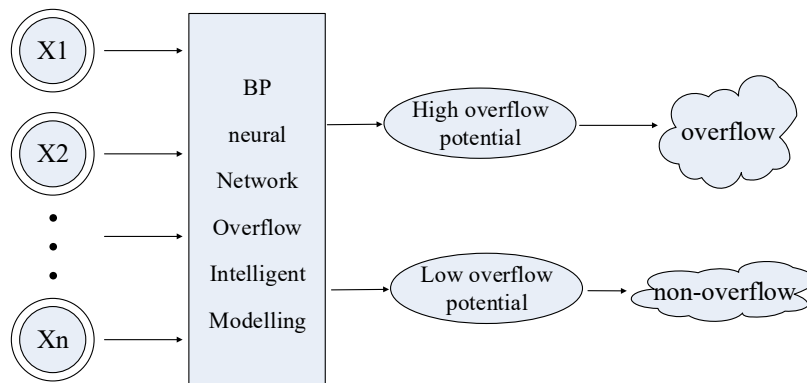 X1
X2
Xn
BP
neural
Network
Overflow
Intelligent
Modelling
High overflow
potential
overflow
Low overflow
potential
non-overflow